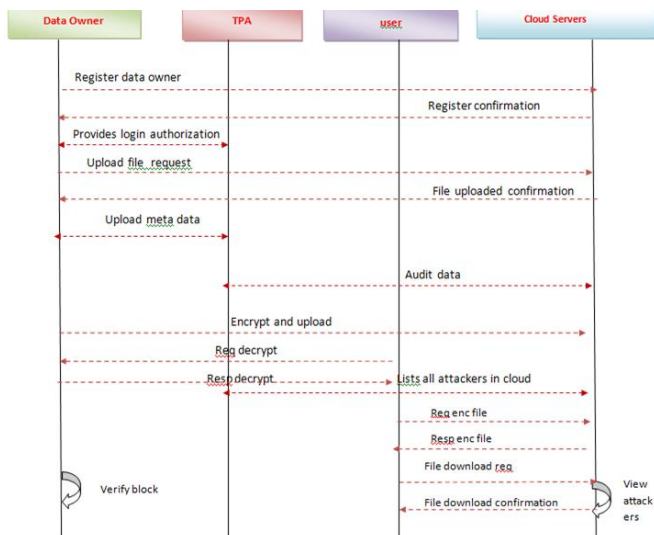 Data Owner
TPA
user
Cloud Servers
Register data owner
Register confirmation
Provides login authorization
Upload file request
File uploaded confirmation
Upload meta data
Audit data
Encrypt and upload
Req decrypt
Resp decrypt
Lists all attackers in cloud
Req enc file
Resp enc file
File download req
Verify block
View
attack
ers
File download confirmation